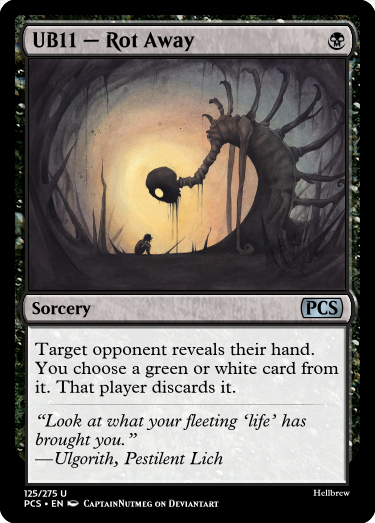 UB11 — Rot Away
Sorcery
PCS
Target opponent reveals their hand.
You choose a green or white card from
it. That player discards it.
“Look at what your fleeting ‘life’ has
brought you.”
—Ulgorith, Pestilent Lich
125/275 U
Hellbrew
PCS • EN CaptainNutmeg on Deviantart